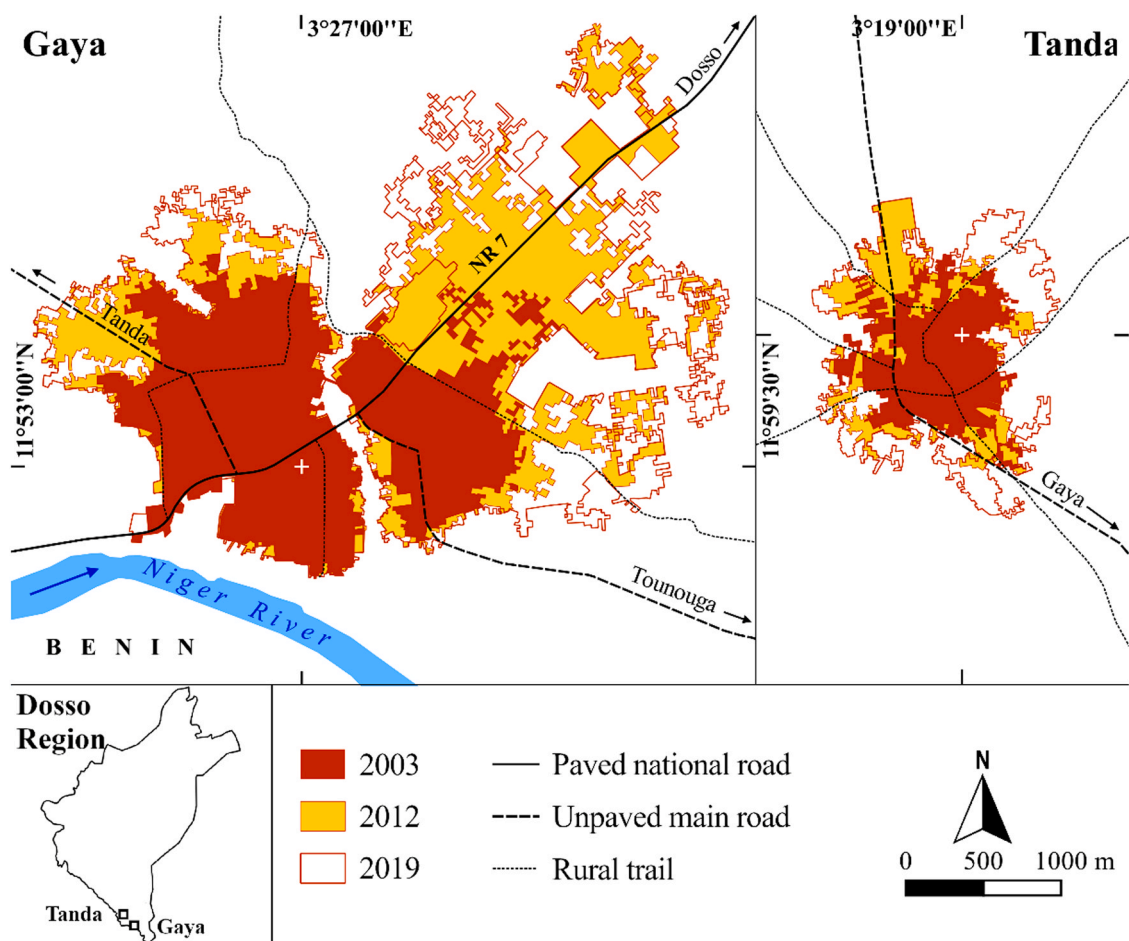 Gaya
3°27'00''E
Dosso
3°19'00''E
Tanda
NR 7
Tanda
11°53'00''N
11°59'30''N
Gaya
Niger River
Tounouga
BENIN
Dosso
Region
2003
Paved national road
N
2012
Unpaved main road
0 500 1000 m
2019
Rural trail
Tanda
Gaya